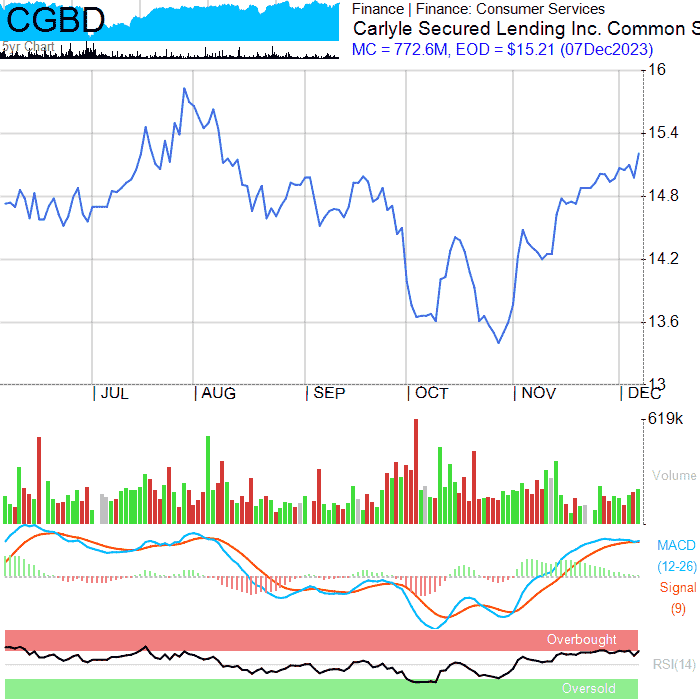 CGBD
5yr Chart
Finance | Finance: Consumer Services
Carlyle Secured Lending Inc. Common S
MC = 772.6M, EOD = $15.21 (07Dec2023)
16
15.4
14.8
14.2
13.6
13
JUL
AUG
SEP
OCT
NOV
DEC
619k
Volume
MACD
(12-26)
Signal
(9)
Overbought
RSI(14)
Oversold